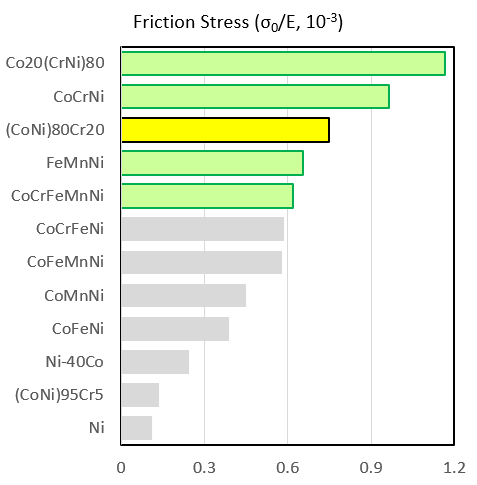 Friction Stress (σ₀/E, 10⁻³)
Co20(CrNi)80
CoCrNi
(CoNi)80Cr20
FeMnNi
CoCrFeMnNi
CoCrFeNi
CoFeMnNi
CoMnNi
CoFeNi
Ni-40Co
(CoNi)95Cr5
Ni
0 0.3 0.6 0.9 1.2